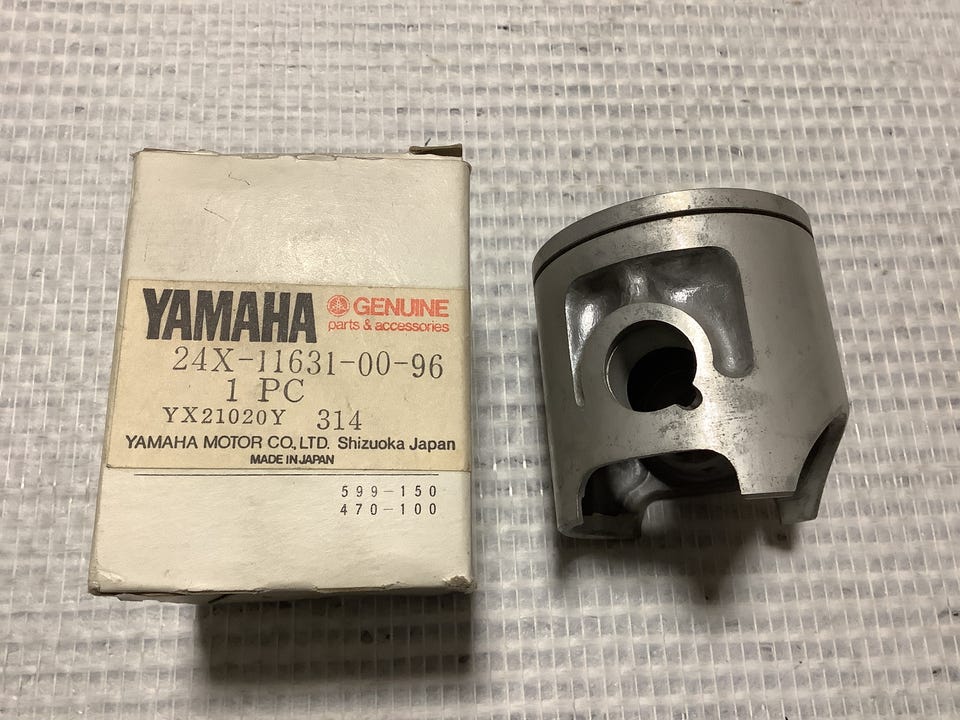 YAMAHA GENUINE
parts & accessories
24X-11631-00-96
1 PC
YX21020Y 314
YAMAHA MOTOR CO., LTD. Shizuoka Japan
MADE IN JAPAN
599-150
470-100